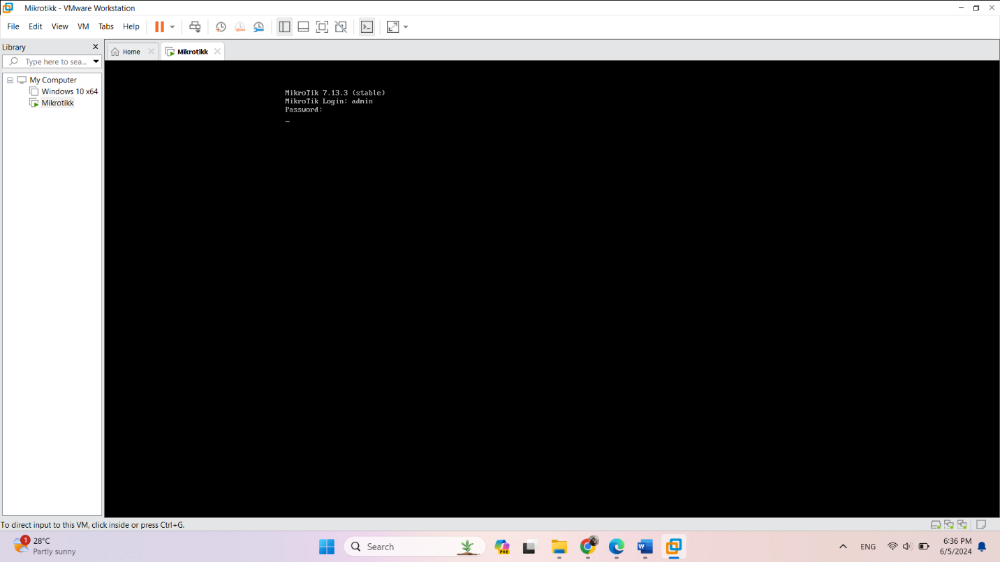 Mikrotikk - VMware Workstation
File Edit View VM Tabs Help
Library
Home
Mikrotikk
Type here to sea...
My Computer
Windows 10 x64
Mikrotikk
MikroTik 7.13.3 (stable)
MikroTik Login: admin
Password:
_
To direct input to this VM, click inside or press Ctrl+G.
1
28°C
Partly sunny
Search
PRE
W
ENG
6:36 PM
6/5/2024